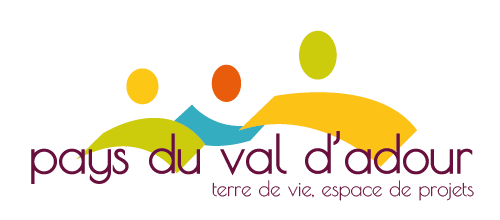 pays du val d'adour
terre de vie, espace de projets